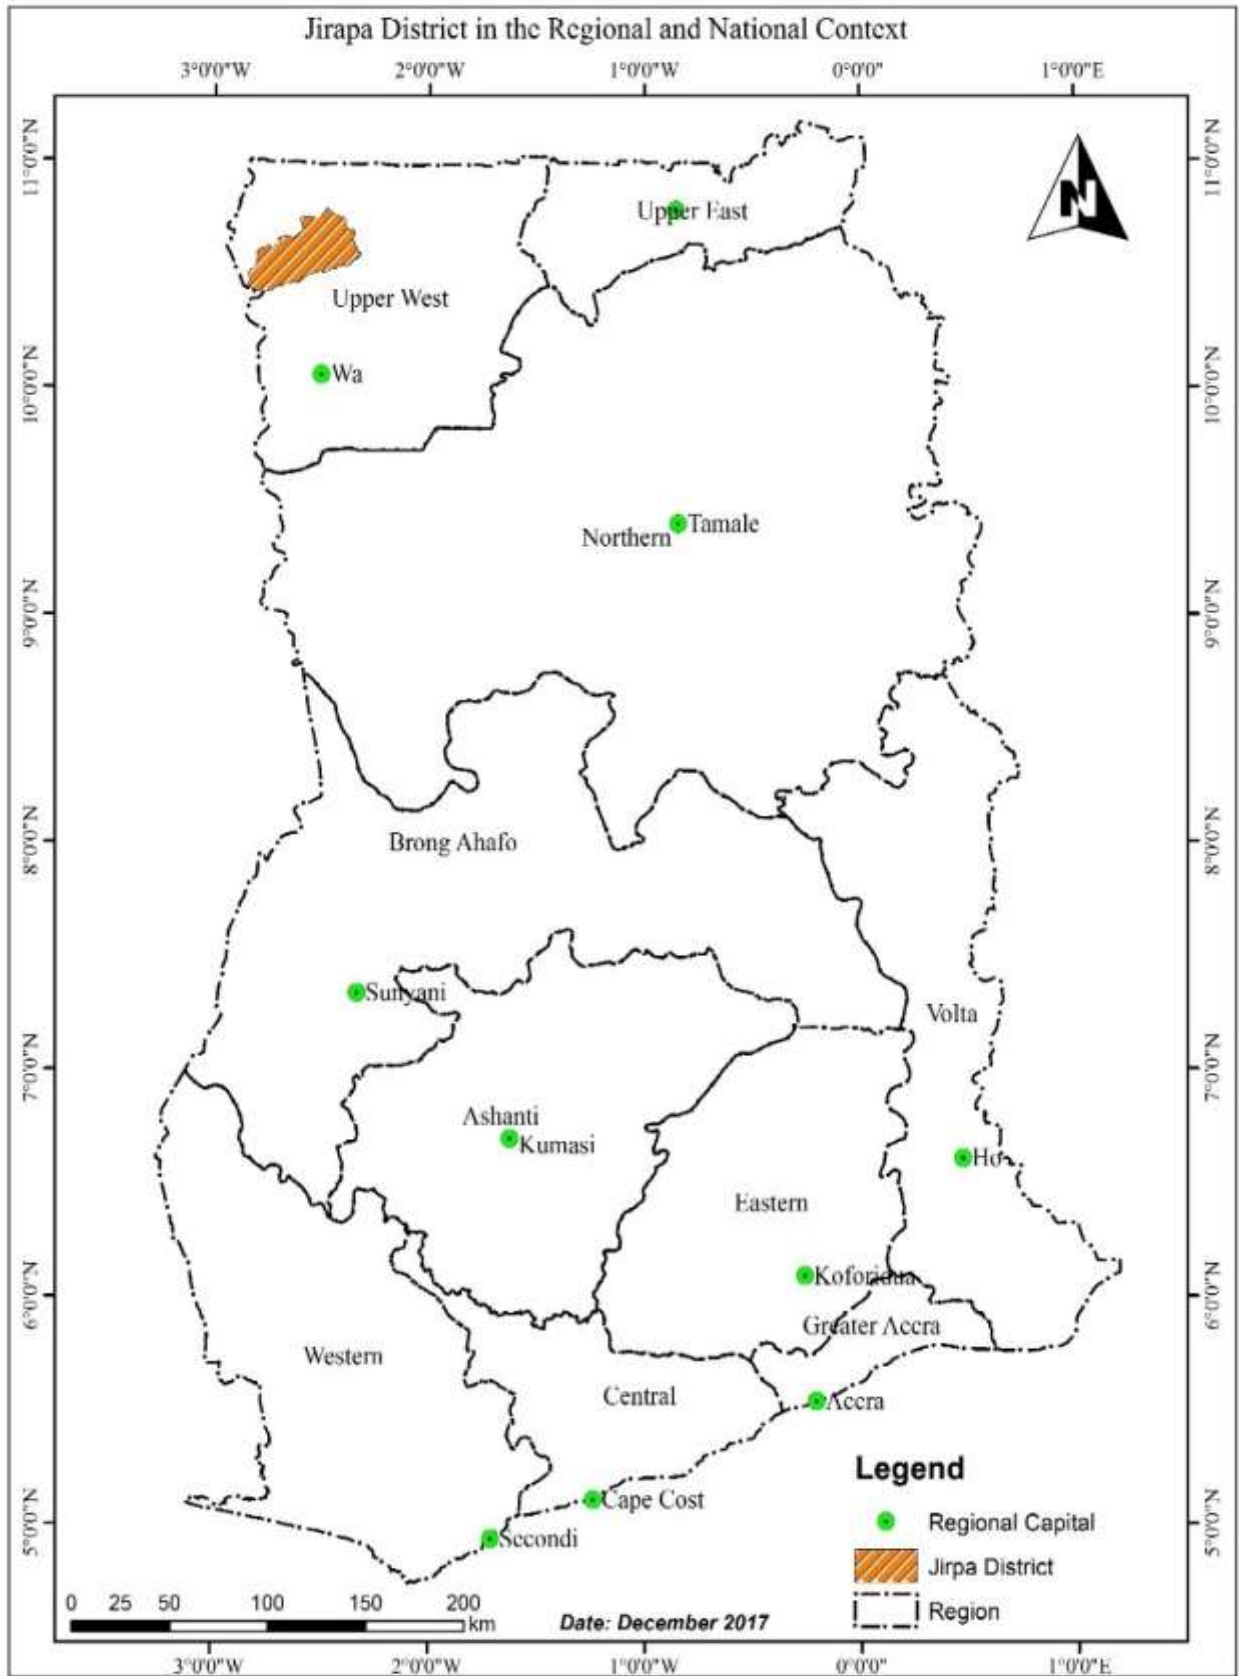 Jirapa District in the Regional and National Context
3°0'0"W 2°0'0"W 1°0'0"W 0°0'0" 1°0'0"E
11°0'0"N 11°0'0"N
Upper East
Upper West
Wa
10°0'0"N 10°0'0"N
Tamale
Northern
9°0'0"N 9°0'0"N
Brong Ahafo
8°0'0"N 8°0'0"N
Sunyani
Volta
7°0'0"N 7°0'0"N
Ashanti
Kumasi
Ho
Eastern
Koforidua
6°0'0"N 6°0'0"N
Greater Accra
Western
Central
Accra
Cape Cost
5°0'0"N 5°0'0"N
Secondi
Legend
Regional Capital
Jirpa District
Region
0 25 50 100 150 200
km
Date: December 2017
3°0'0"W 2°0'0"W 1°0'0"W 0°0'0" 1°0'0"E
N